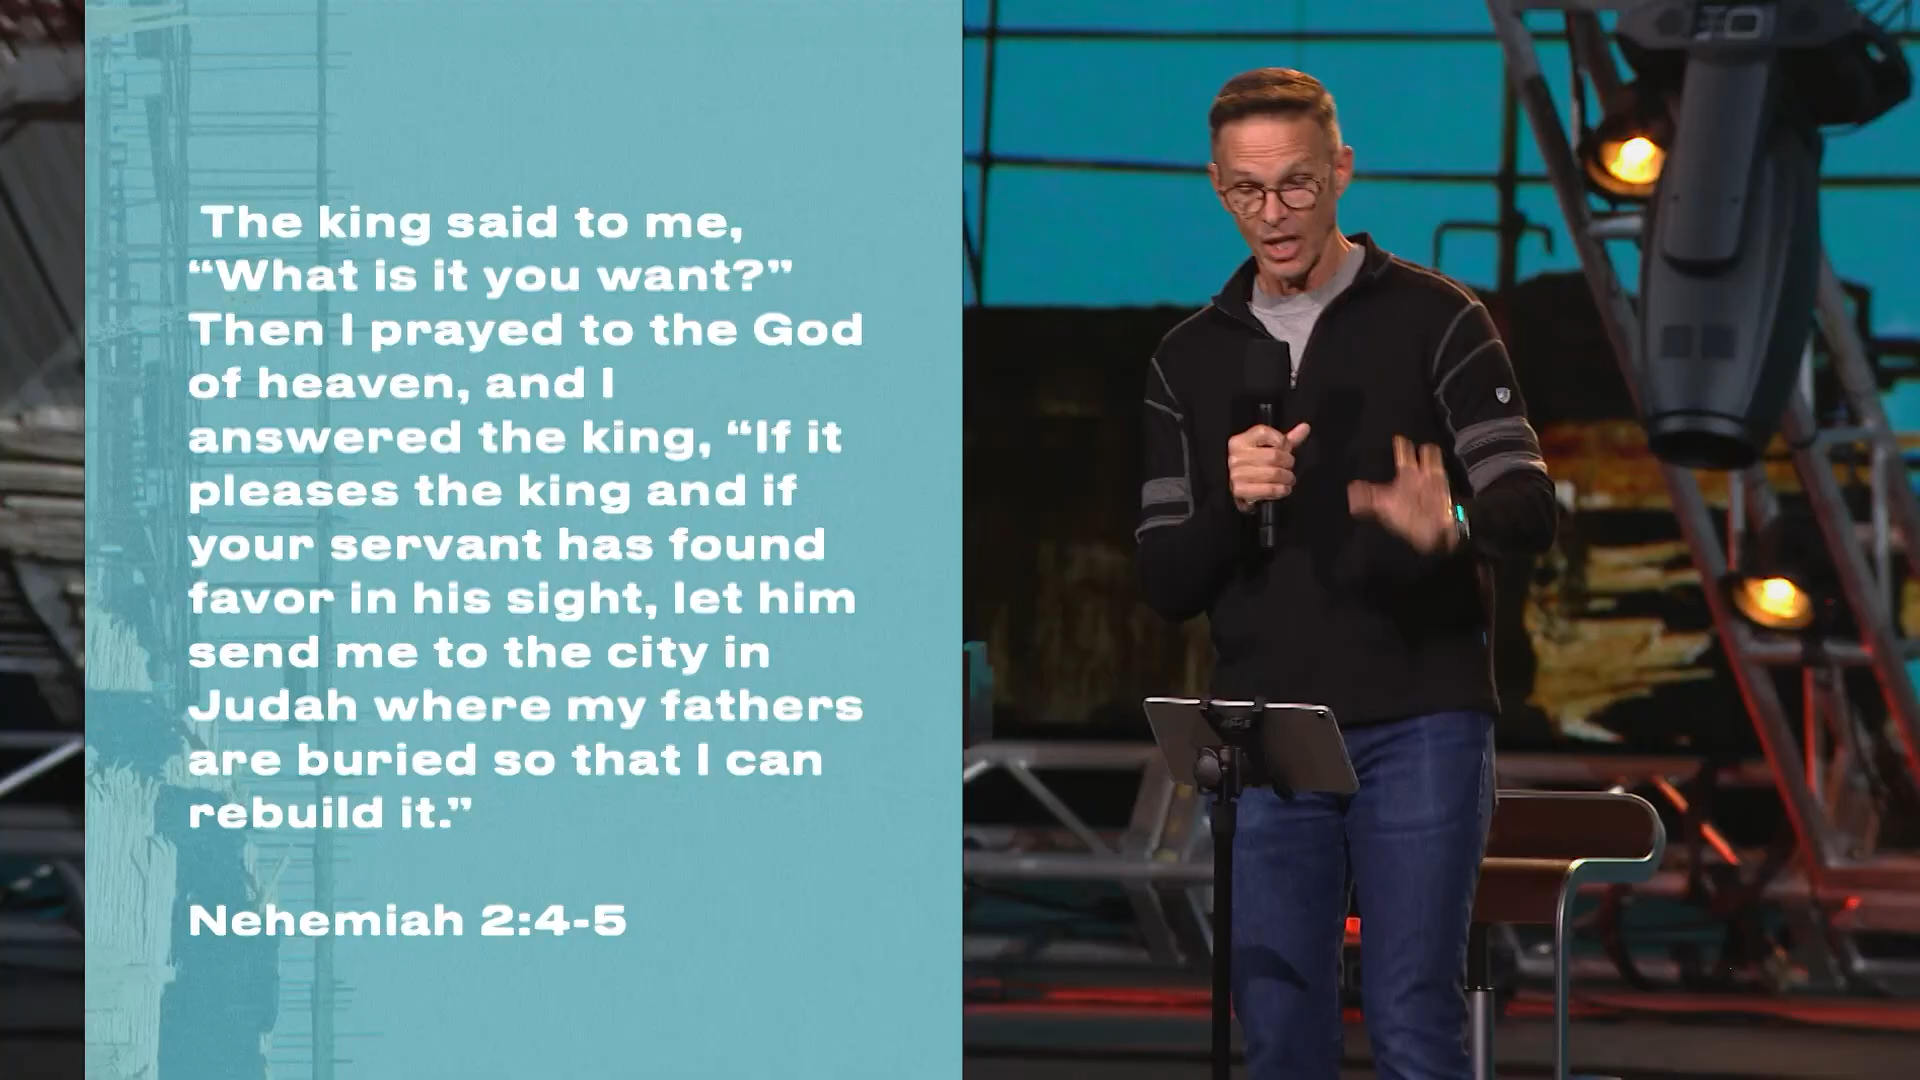 The king said to me,
“What is it you want?”
Then I prayed to the God
of heaven, and I
answered the king, “If it
pleases the king and if
your servant has found
favor in his sight, let him
send me to the city in
Judah where my fathers
are buried so that I can
rebuild it.”
Nehemiah 2:4-5